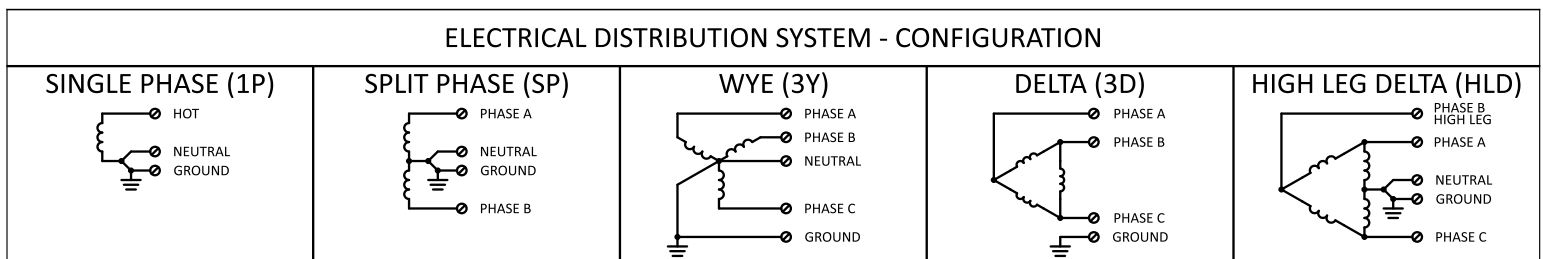 ELECTRICAL DISTRIBUTION SYSTEM - CONFIGURATION
SINGLE PHASE (1P)
HOT
NEUTRAL
GROUND
SPLIT PHASE (SP)
PHASE A
NEUTRAL
GROUND
PHASE B
WYE (3Y)
PHASE A
PHASE B
NEUTRAL
PHASE C
GROUND
DELTA (3D)
PHASE A
PHASE B
PHASE C
GROUND
HIGH LEG DELTA (HLD)
PHASE B
HIGH LEG
PHASE A
NEUTRAL
GROUND
PHASE C